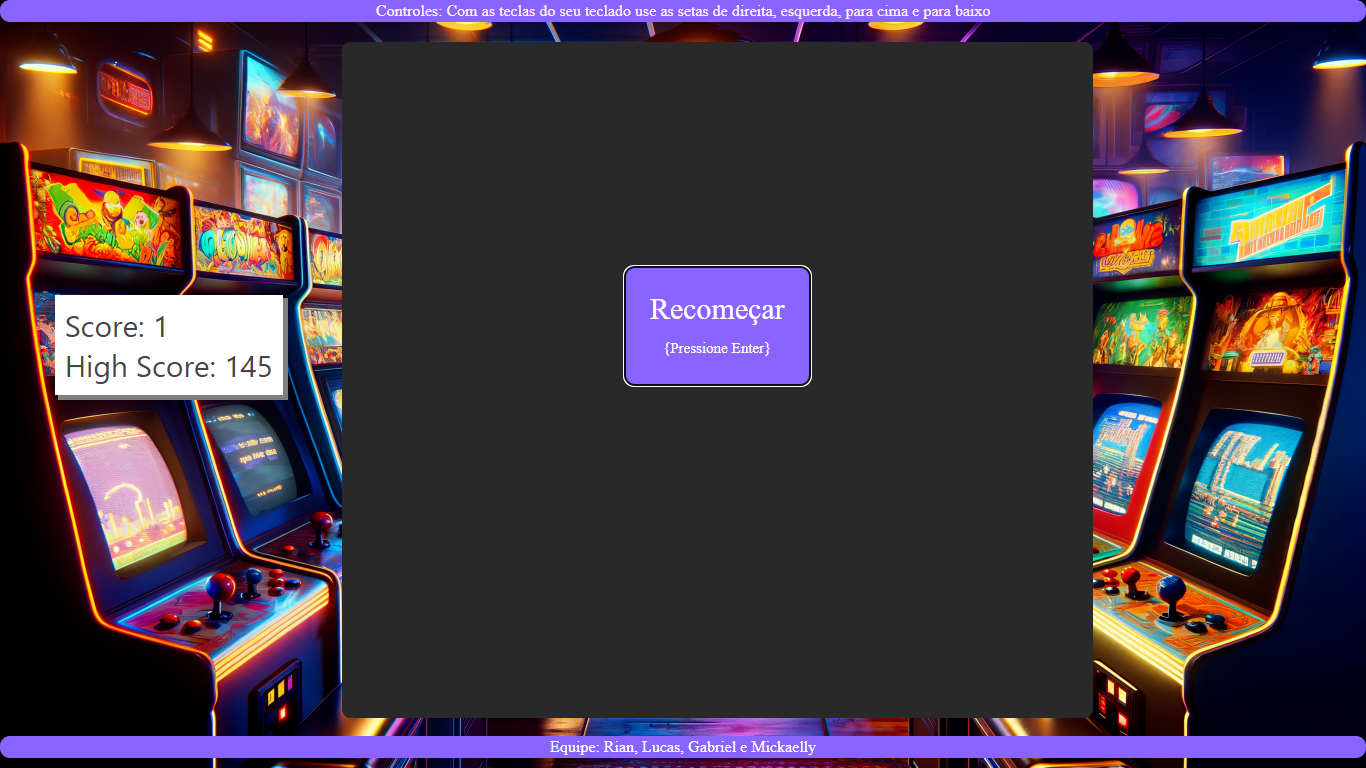 Controles: Com as teclas do seu teclado use as setas de direita, esquerda, para cima e para baixo
Score: 1
High Score: 145
Recomeçar
{Pressione Enter}
Equipe: Rian, Lucas, Gabriel e Mickaelly